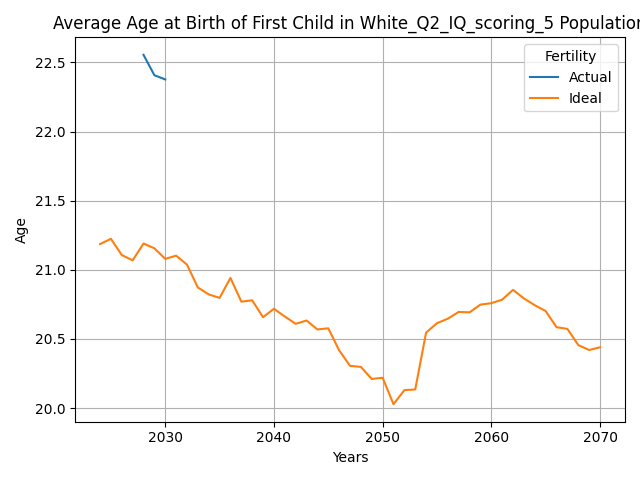 Average Age at Birth of First Child in White_Q2_IQ_scoring_5 Population
Fertility
Actual
Ideal
22.5
22.0
21.5
21.0
20.5
20.0
Age
2030
2040
2050
2060
2070
Years